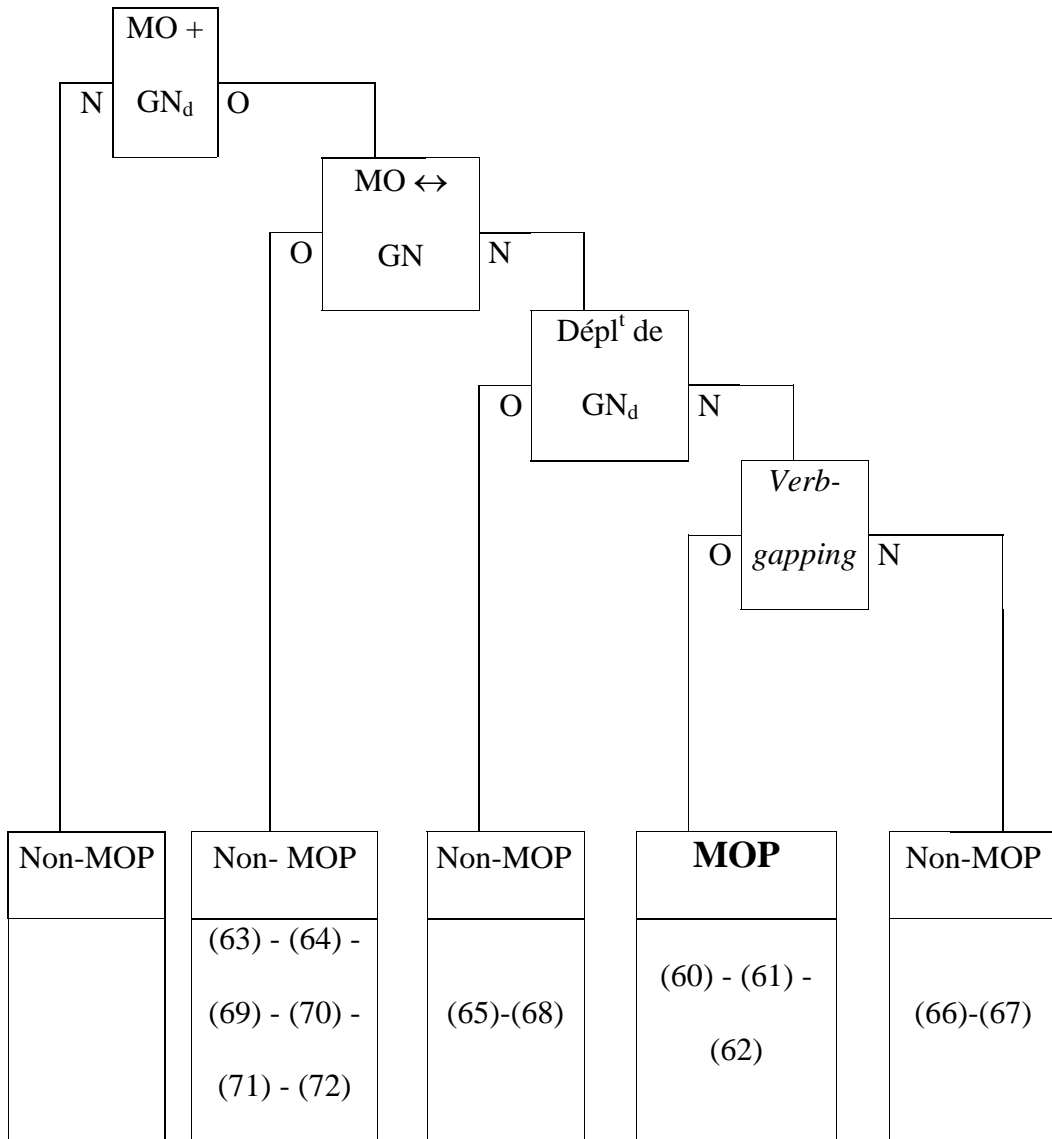 MO +
N GNd O
MO ↔
O GN N
Déplt de
O GNd N
Verb-
O gapping N
Non-MOP Non- MOP Non-MOP MOP Non-MOP
(63) - (64) -
(69) - (70) -
(71) - (72)
(65)-(68)
(60) - (61) -
(62)
(66)-(67)